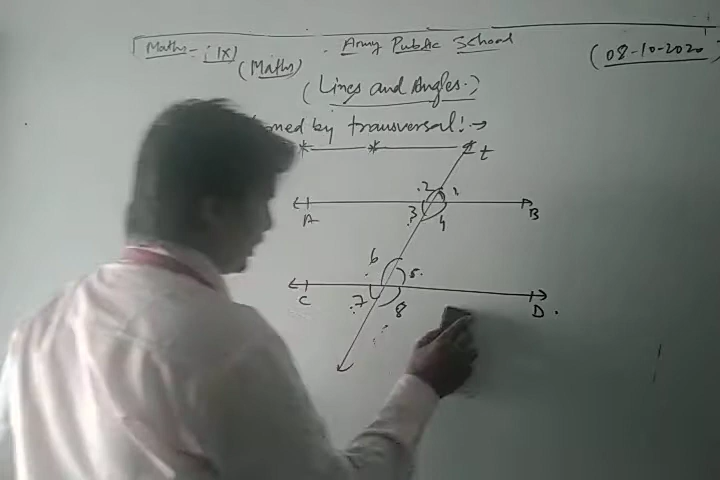 Maths - IX
Army Public School
(08-10-2020)
(Maths)
(Lines and Angles.)
by transversal! →
t
2 1
A 3 4 B
6 5
C 7 8 D.